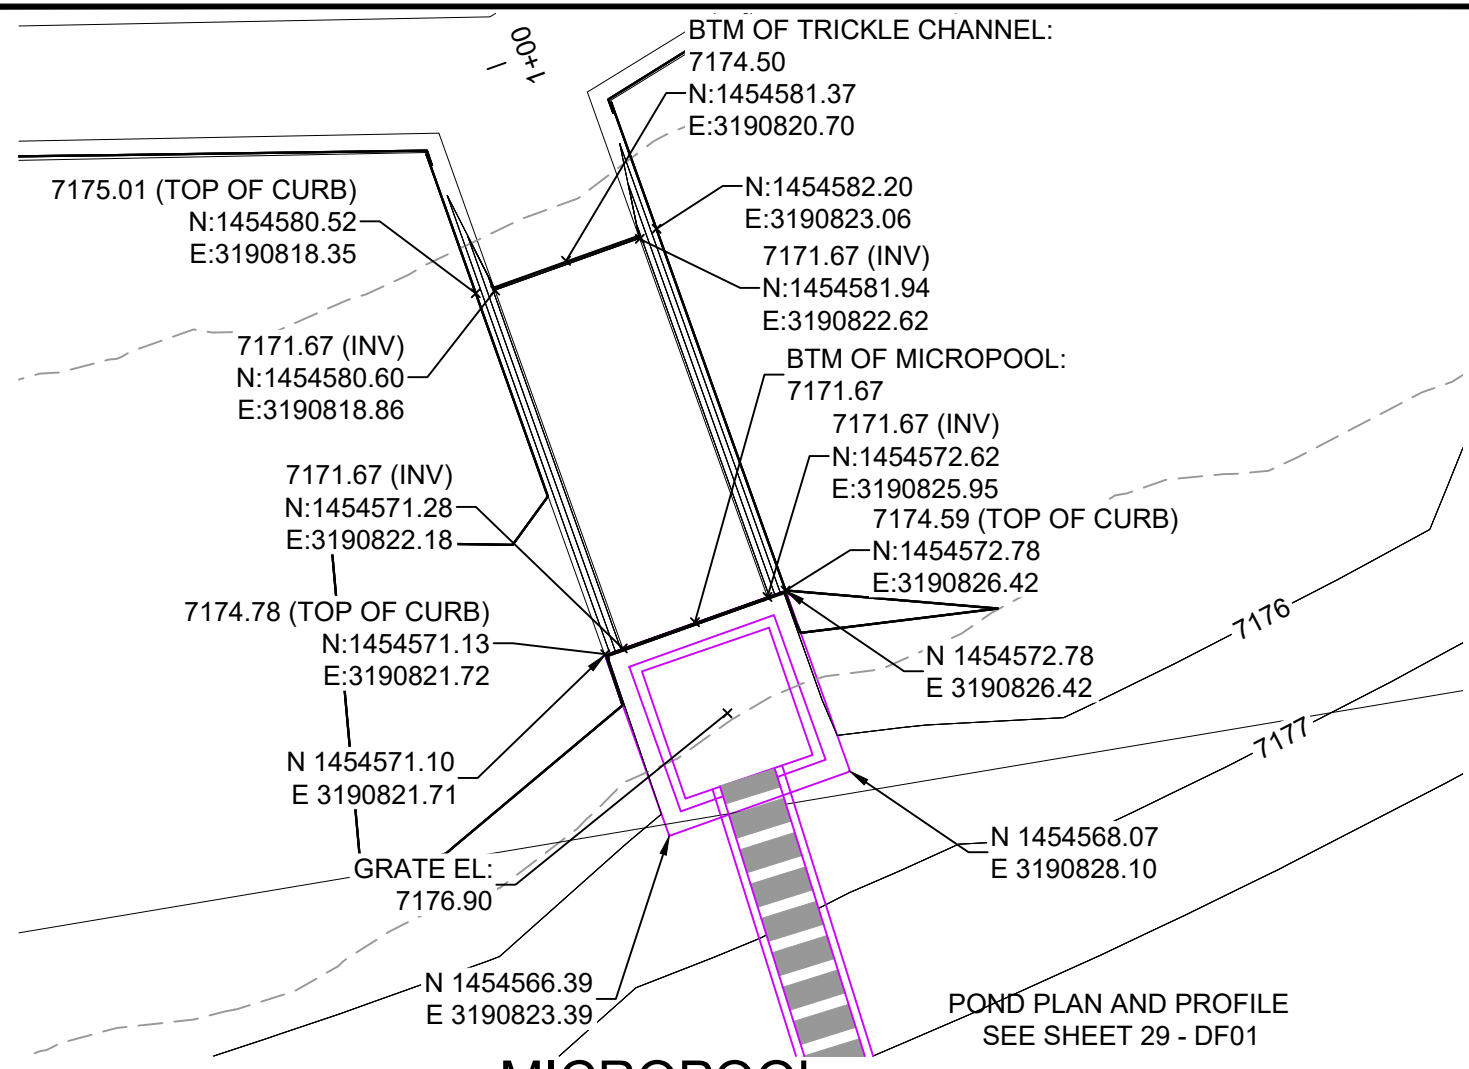 1+00
BTM OF TRICKLE CHANNEL:
7174.50
N:1454581.37
E:3190820.70
7175.01 (TOP OF CURB)
N:1454580.52
E:3190818.35
N:1454582.20
E:3190823.06
7171.67 (INV)
N:1454581.94
E:3190822.62
7171.67 (INV)
N:1454580.60
E:3190818.86
BTM OF MICROPOOL:
7171.67
7171.67 (INV)
N:1454572.62
E:3190825.95
7171.67 (INV)
N:1454571.28
E:3190822.18
7174.59 (TOP OF CURB)
N:1454572.78
E:3190826.42
7174.78 (TOP OF CURB)
N:1454571.13
E:3190821.72
7176
N 1454572.78
E 3190826.42
7177
N 1454571.10
E 3190821.71
N 1454568.07
E 3190828.10
GRATE EL:
7176.90
N 1454566.39
E 3190823.39
POND PLAN AND PROFILE
SEE SHEET 29 - DF01
MICROPOOL